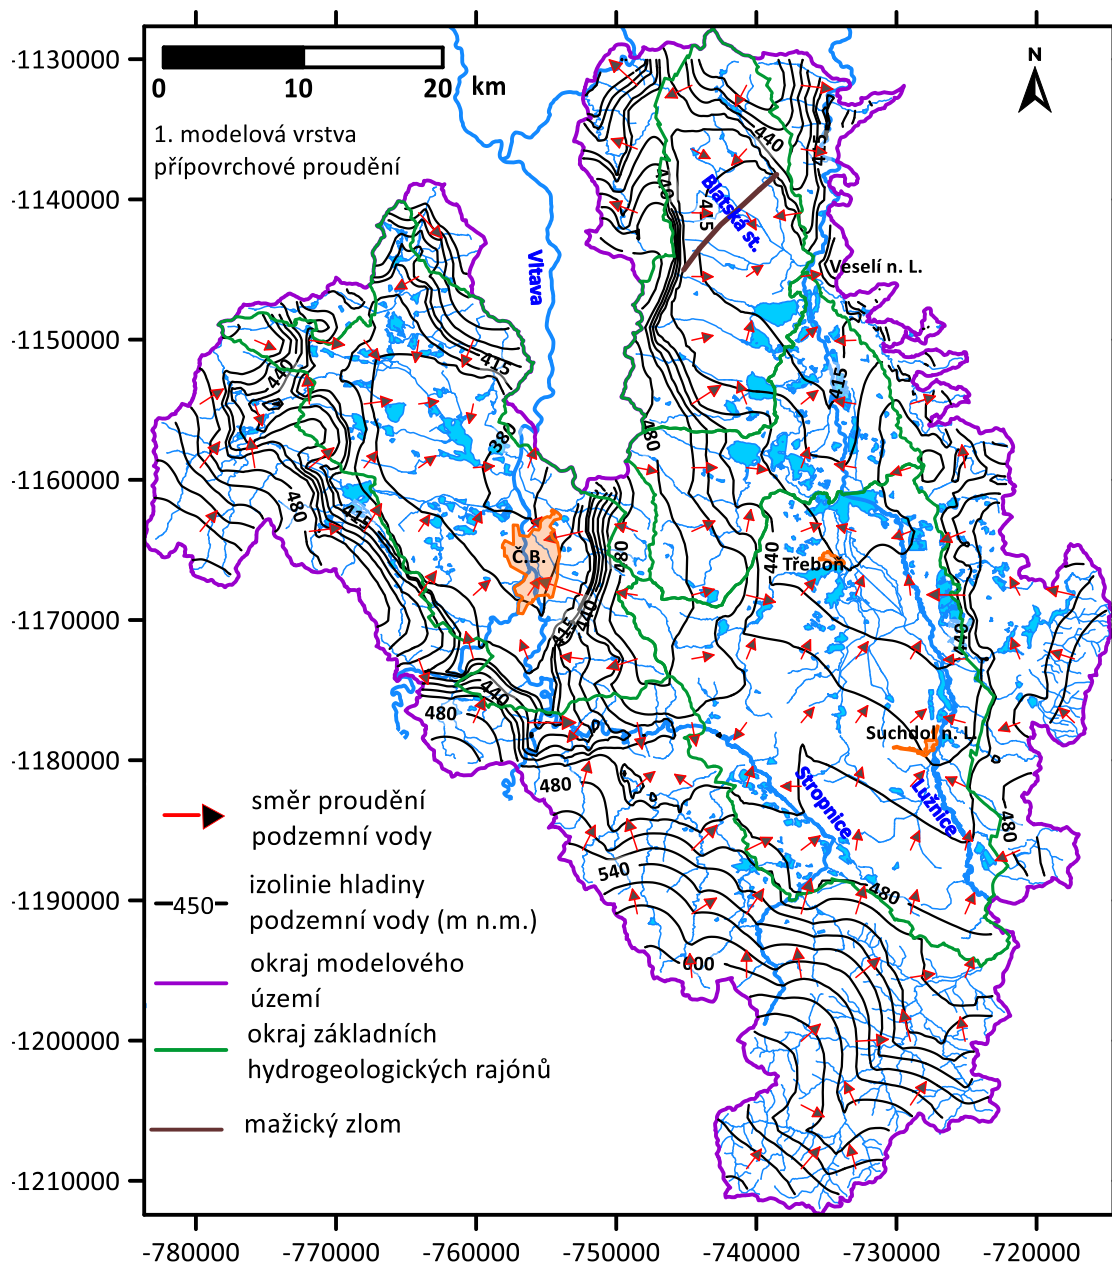 -1130000
-1140000
-1150000
-1160000
-1170000
-1180000
-1190000
-1200000
-1210000
0 10 20 km
N
1. modelová vrstva
přípovrchové proudění
440
415
440
415
Blatská st.
Vltava
Veselí n. L.
415
440
415
380
480
480
415
Č.B.
480
440
Třeboň
415
440
440
440
480
480
Suchdol n. L.
Stropnice
Lužnice
480
540
480
600
směr proudění
podzemní vody
450
izolinie hladiny
podzemní vody (m n.m.)
okraj modelového
území
okraj základních
hydrogeologických rajónů
mažický zlom
-780000 -770000 -760000 -750000 -740000 -730000 -720000